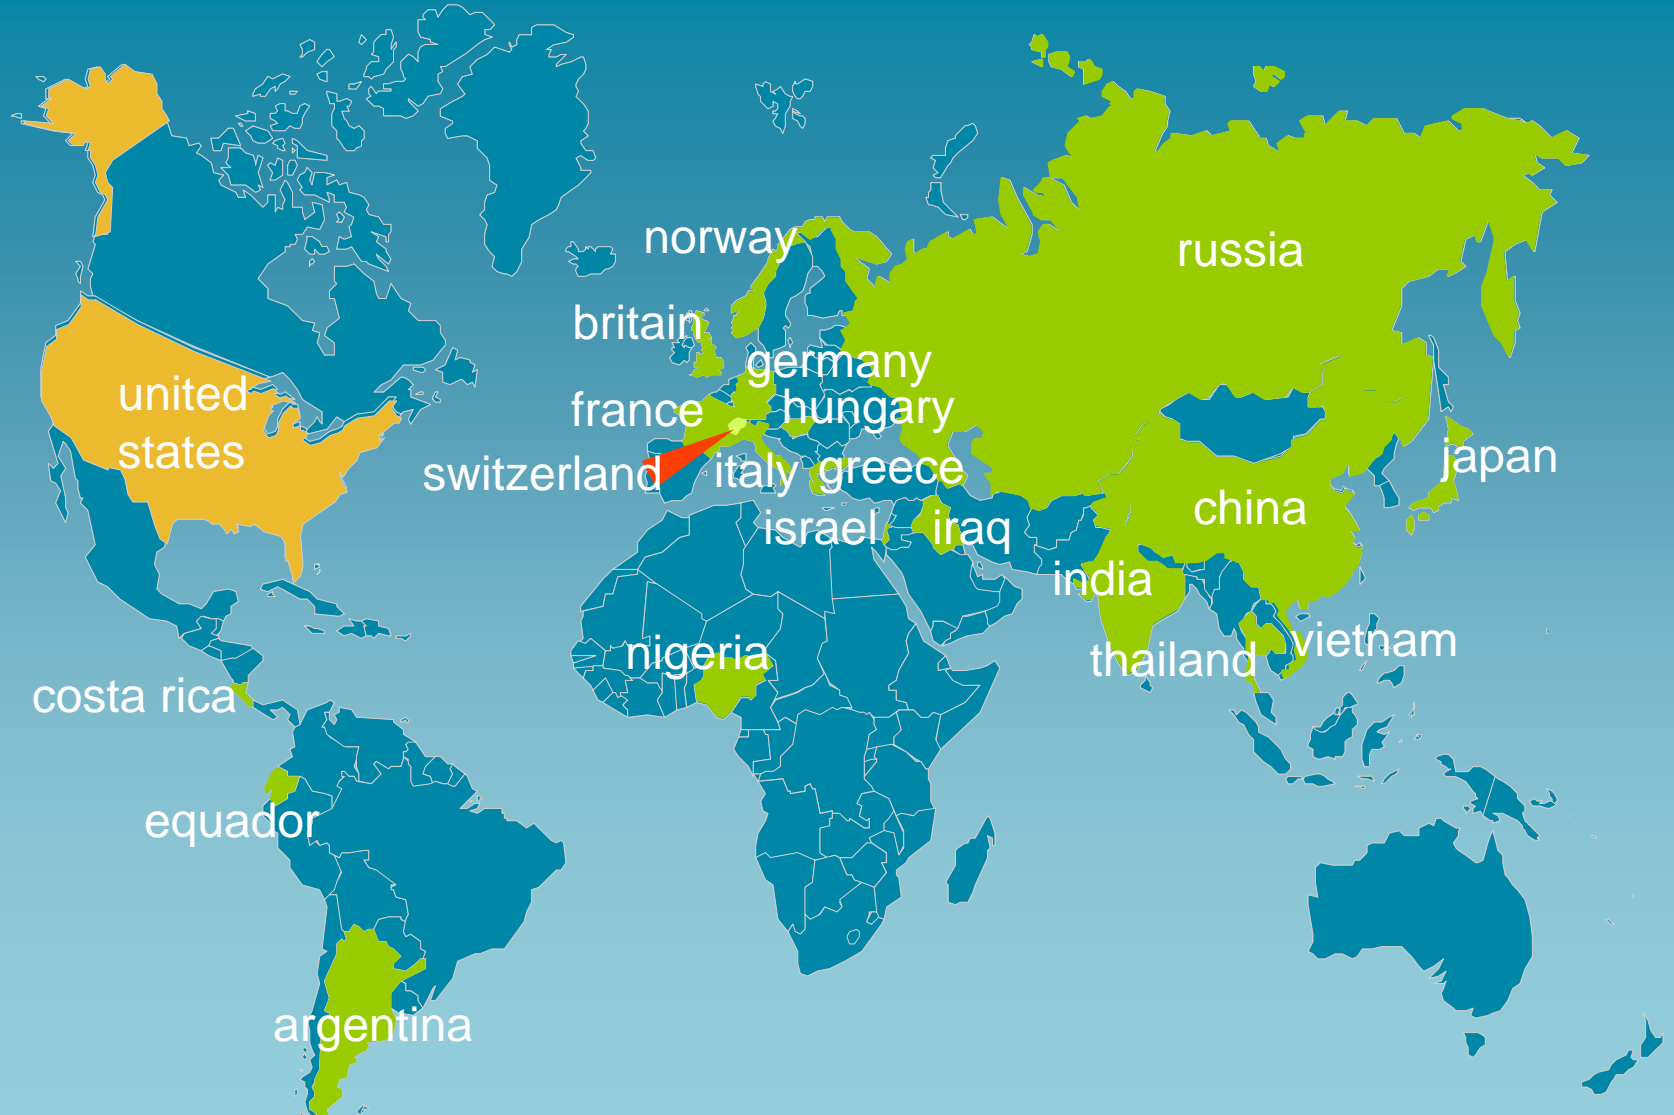 norway
russia
britain
germany
united
states
france
hungary
switzerland
italy
greece
japan
china
israel
iraq
india
nigeria
thailand
vietnam
costa rica
equador
argentina